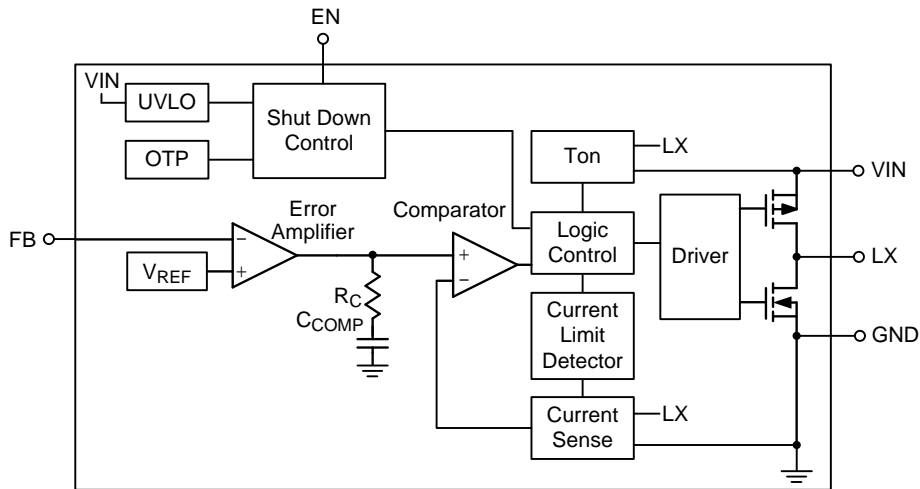 EN
VIN
UVLO
OTP
Shut Down
Control
Ton
LX
VIN
FB
Error
Amplifier
Comparator
Logic
Control
Driver
LX
−
+
VREF
+
−
RC
CCOMP
Current
Limit
Detector
GND
Current
Sense
LX